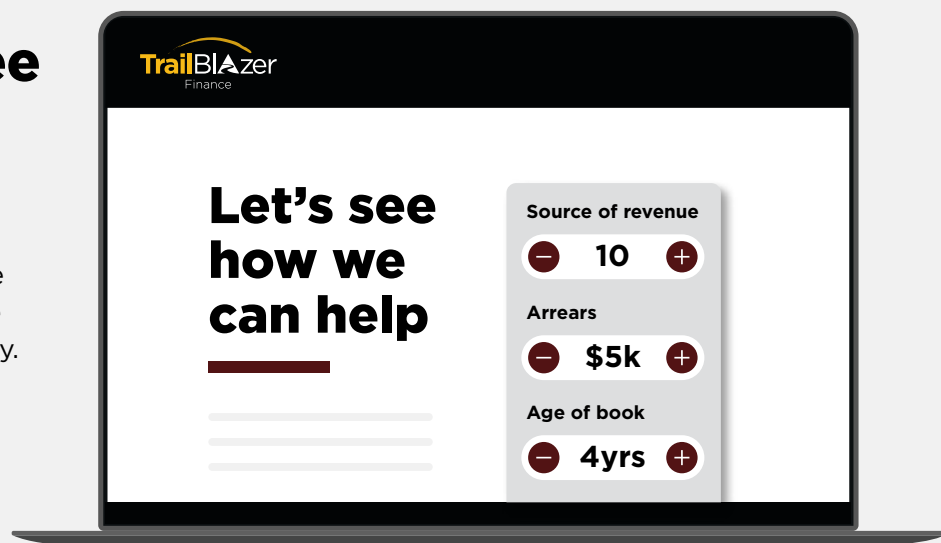 TrailBlAzer
Finance
Let's see
how we
can help
Source of revenue
10
Arrears
$5k
Age of book
4yrs